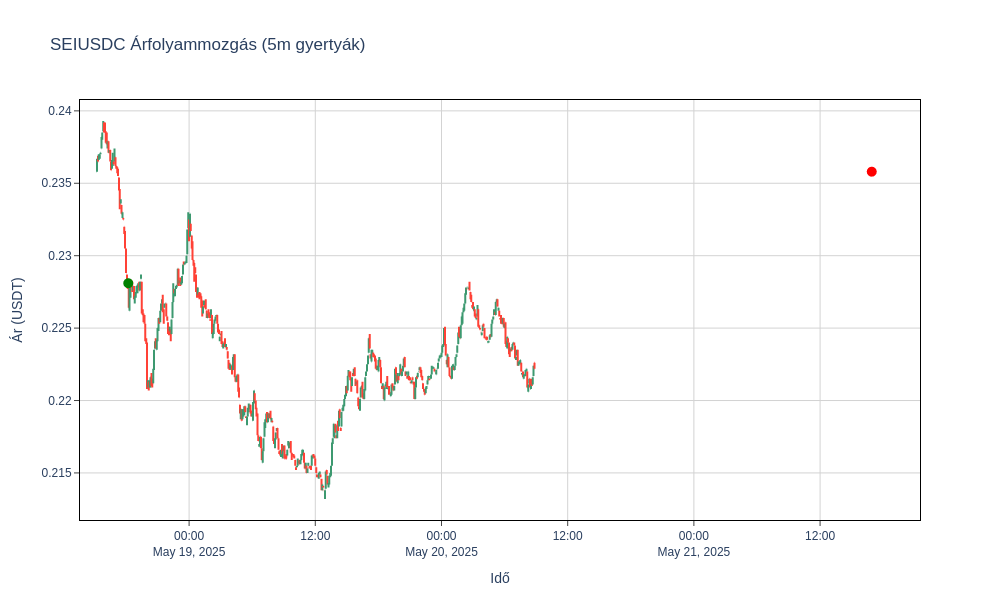 SEIUSDC Árfolyammozgás (5m gyertyák)
0.24
0.235
0.23
0.225
0.22
0.215
Ár (USDT)
00:00 12:00 00:00 12:00 00:00 12:00
May 19, 2025 May 20, 2025 May 21, 2025
Idő